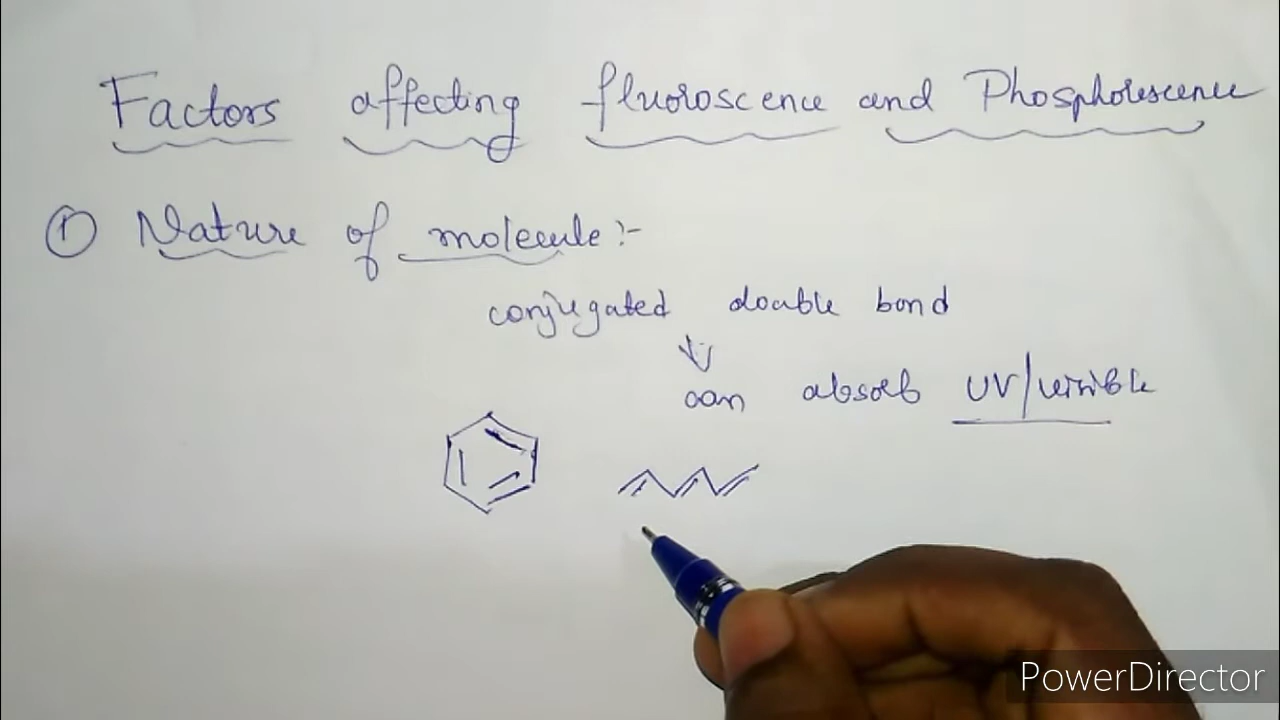 Factors affecting fluoroscence and Phosphorescence
① Nature of molecule :-
conjugated double bond
can absorb UV/visible
PowerDirector